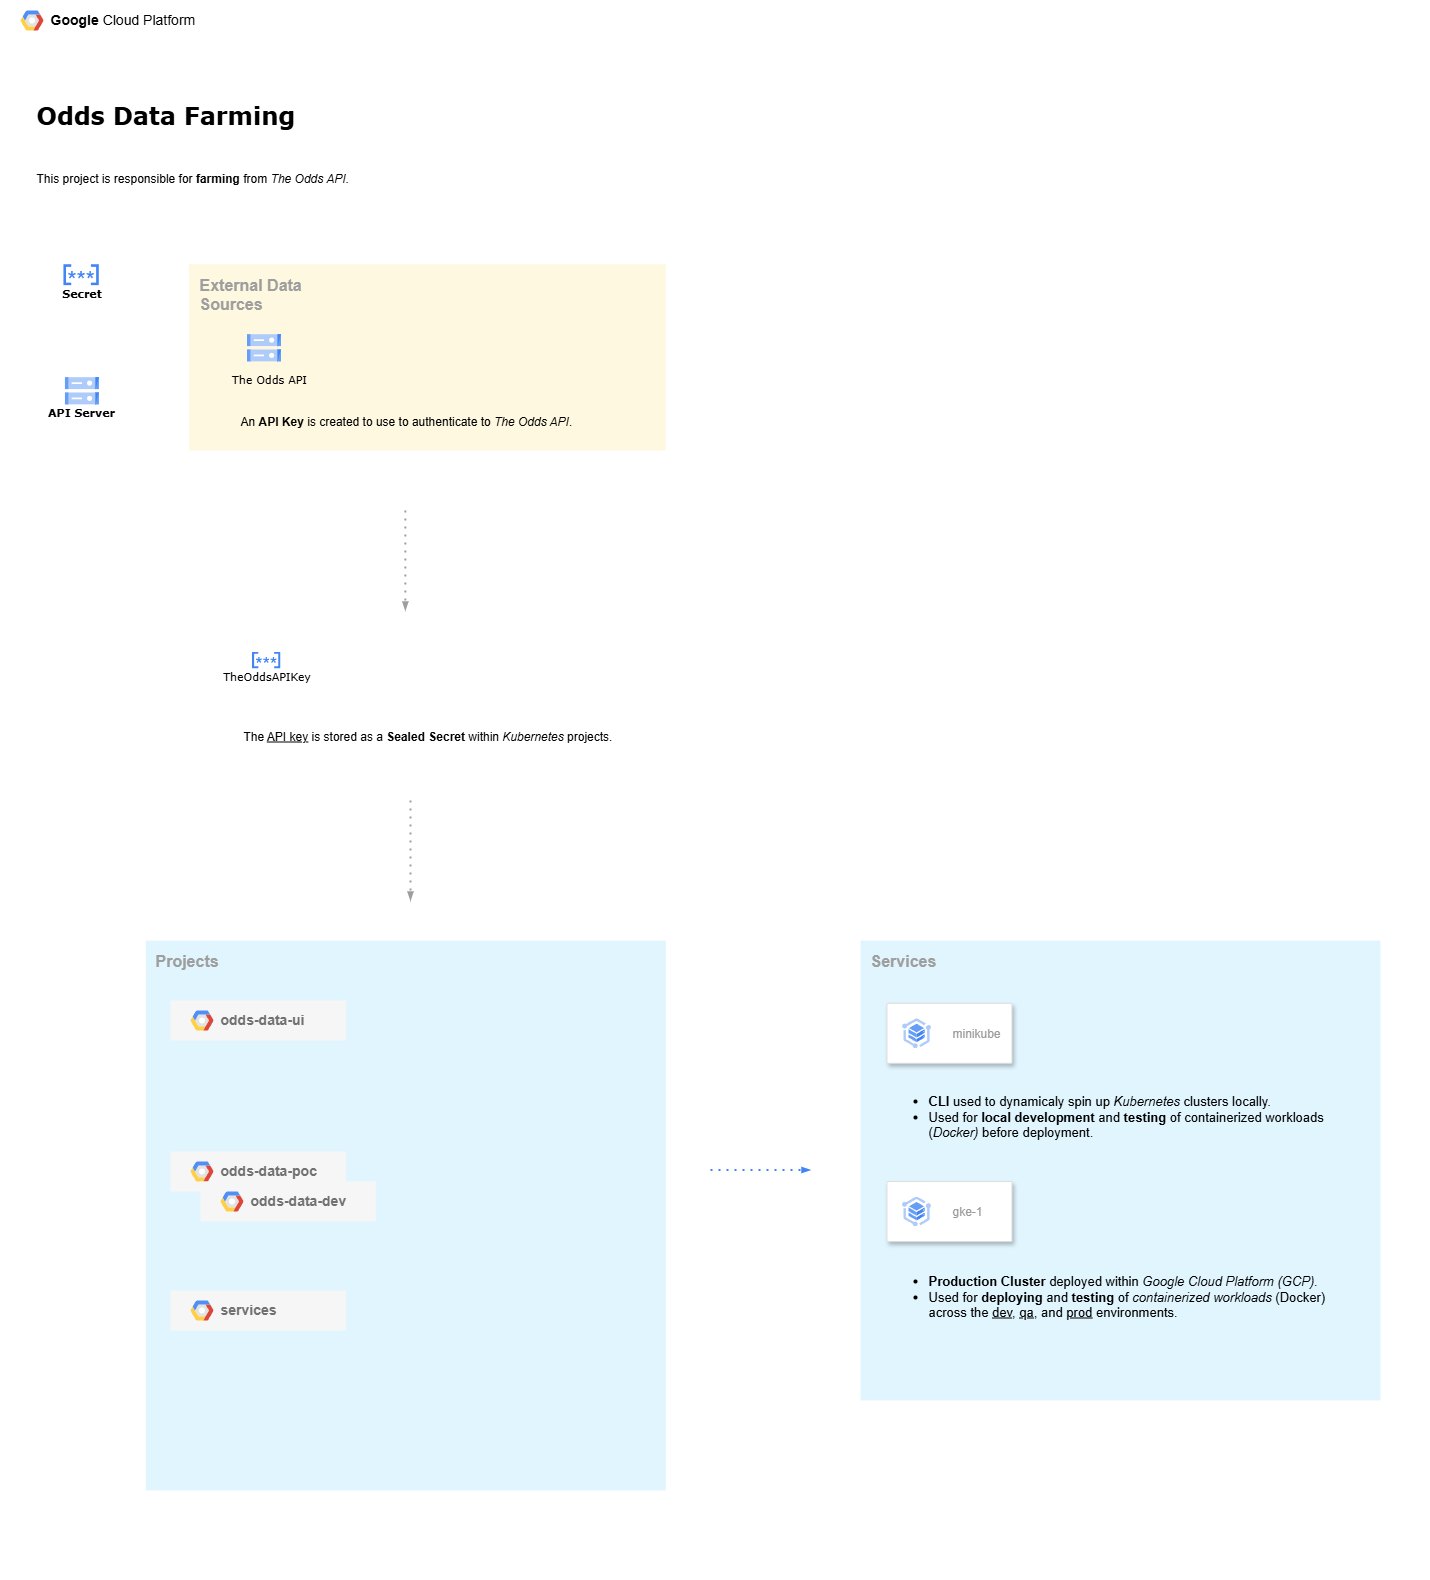 Google Cloud Platform
Odds Data Farming
This project is responsible for farming from The Odds API.
Secret
API Server
External Data
Sources
The Odds API
An API Key is created to use to authenticate to The Odds API.
TheOddsAPIKey
The API key is stored as a Sealed Secret within Kubernetes projects.
Projects
odds-data-ui
odds-data-poc
odds-data-dev
services
Services
minikube
• CLI used to dynamicaly spin up Kubernetes clusters locally.
• Used for local development and testing of containerized workloads
(Docker) before deployment.
gke-1
• Production Cluster deployed within Google Cloud Platform (GCP).
• Used for deploying and testing of containerized workloads (Docker)
across the dev, qa, and prod environments.